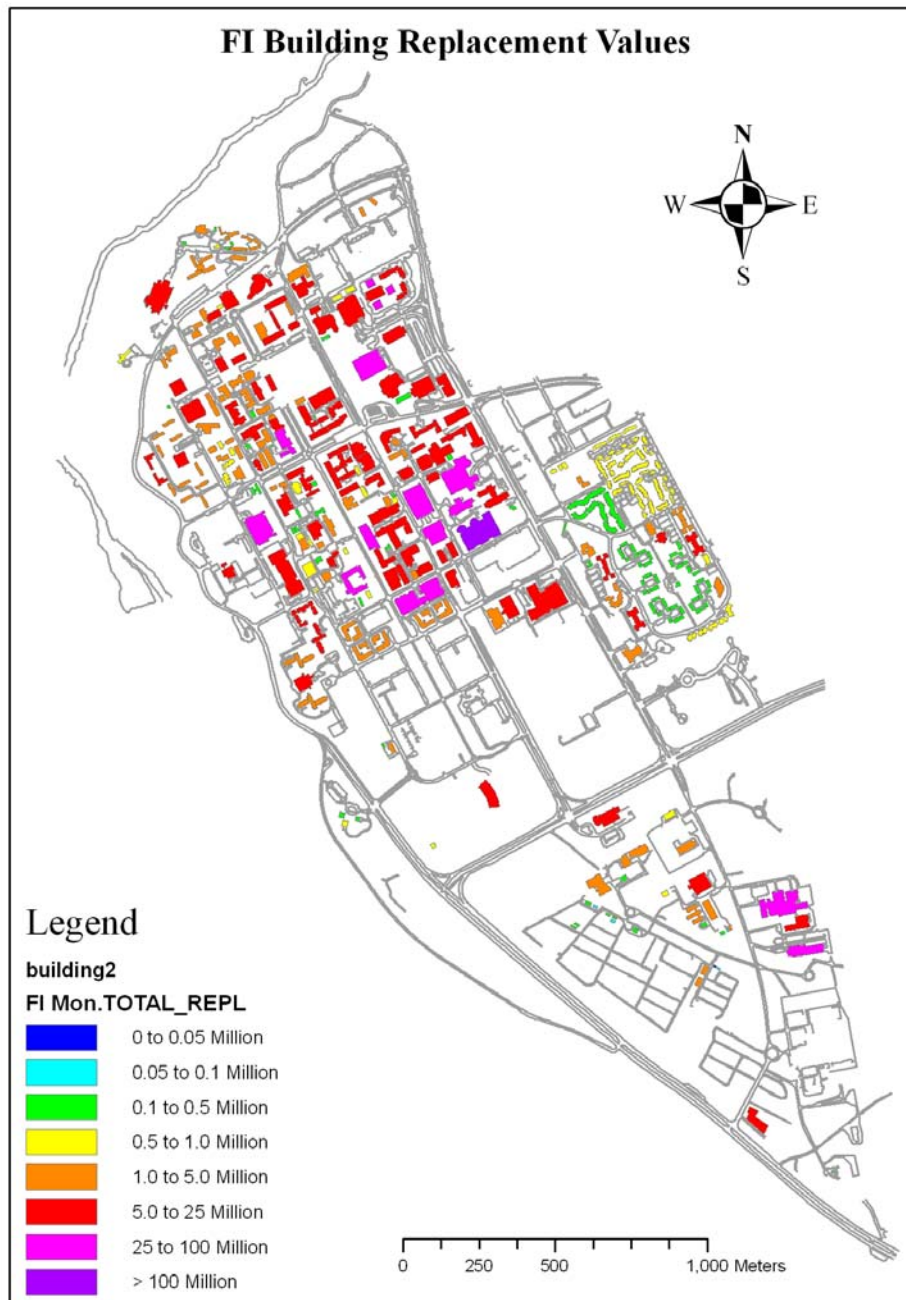 FI Building Replacement Values
N
W E
S
Legend
building2
FI Mon.TOTAL_REPL
0 to 0.05 Million
0.05 to 0.1 Million
0.1 to 0.5 Million
0.5 to 1.0 Million
1.0 to 5.0 Million
5.0 to 25 Million
25 to 100 Million
> 100 Million
0 250 500 1,000 Meters